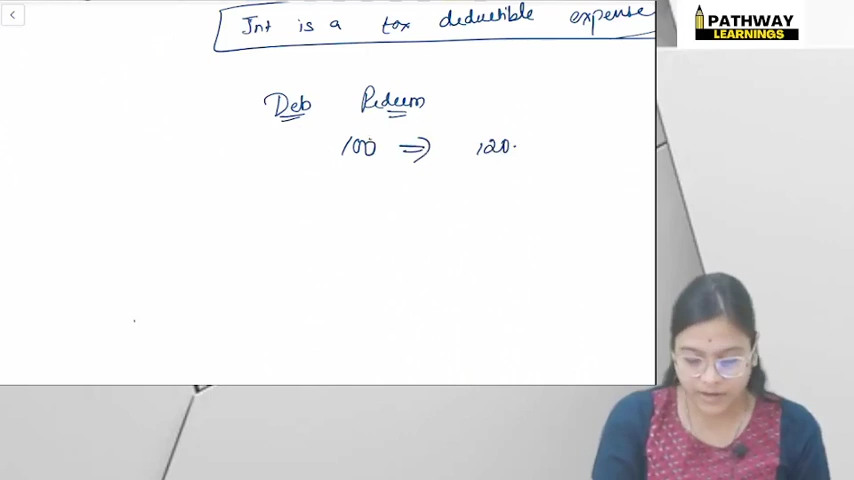 Int is a tax deductible expense
PATHWAY
LEARNINGS
Deb Redeem
100 ⇒ 120.